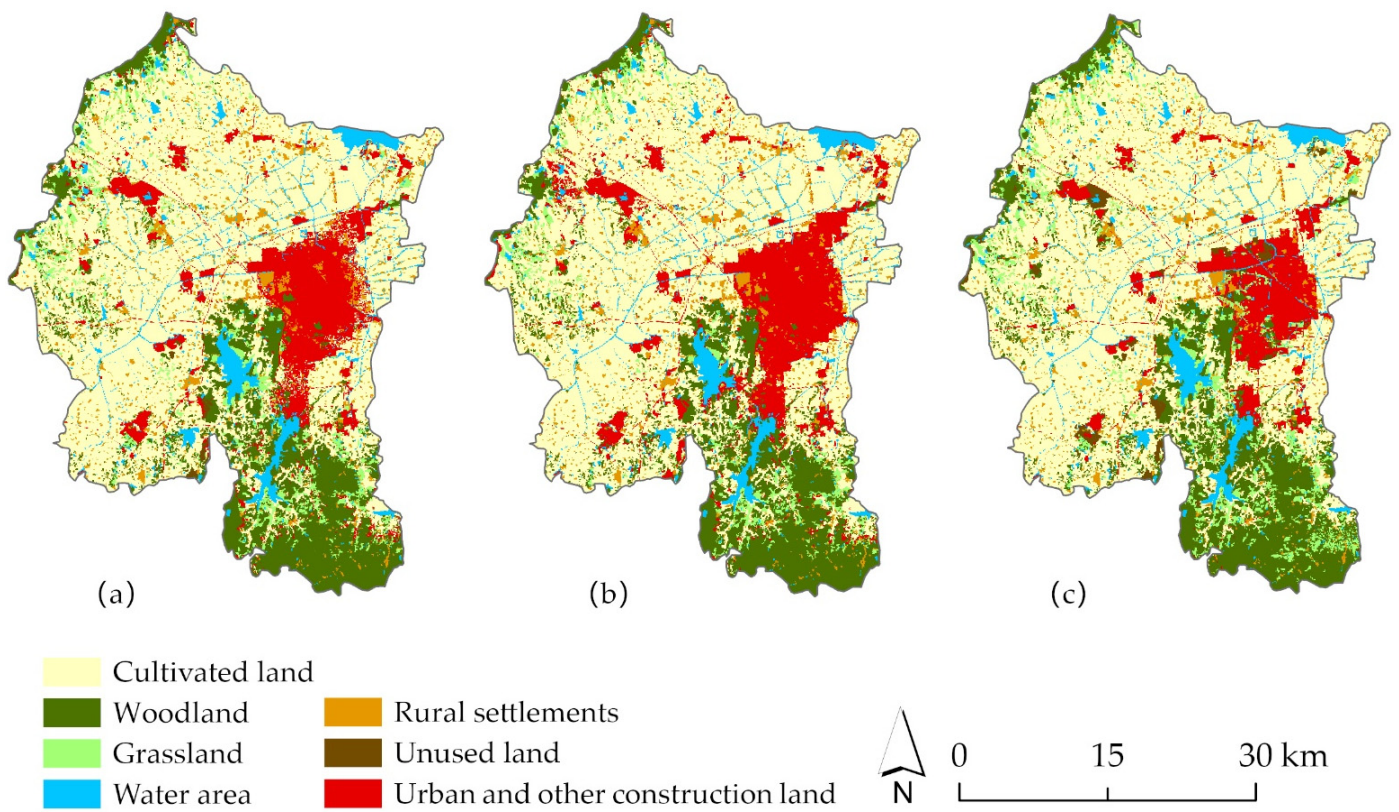 (a)
(b)
(c)
Cultivated land
Woodland
Grassland
Water area
Rural settlements
Unused land
Urban and other construction land
N
0 15 30 km